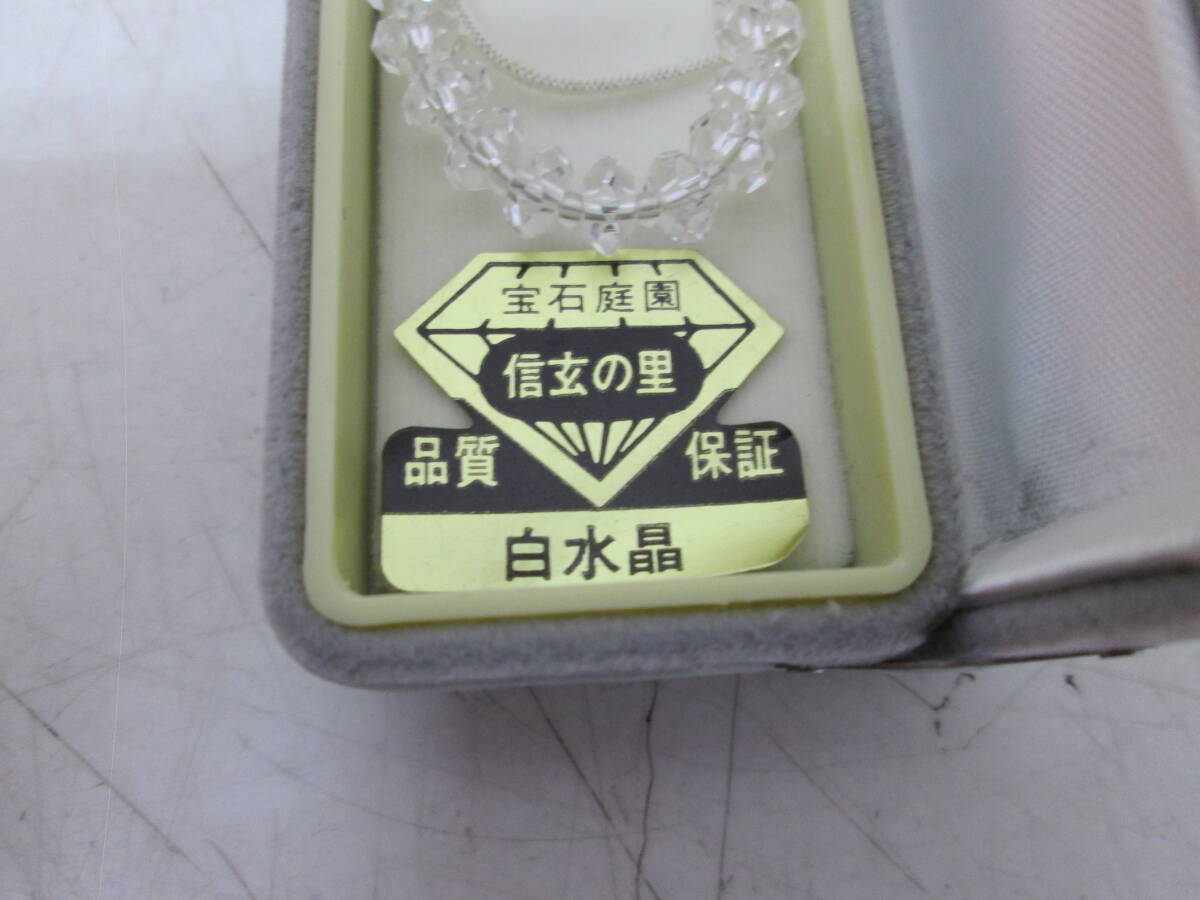 宝石庭園
信玄の里
品質 保証
白水晶